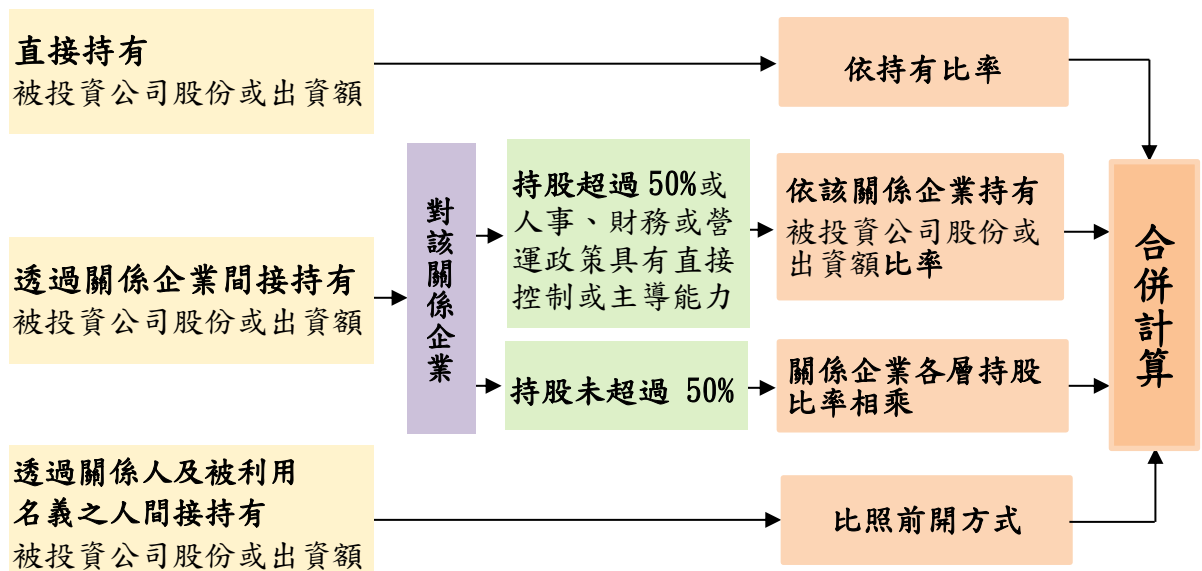 直接持有
被投資公司股份或出資額
依持有比率
透過關係企業間接持有
被投資公司股份或出資額
對該關係企業
持股超過 50%或
人事、財務或營
運政策具有直接
控制或主導能力
依該關係企業持有
被投資公司股份或
出資額比率
持股未超過 50%
關係企業各層持股
比率相乘
透過關係人及被利用
名義之人間接持有
被投資公司股份或出資額
比照前開方式
合併計算